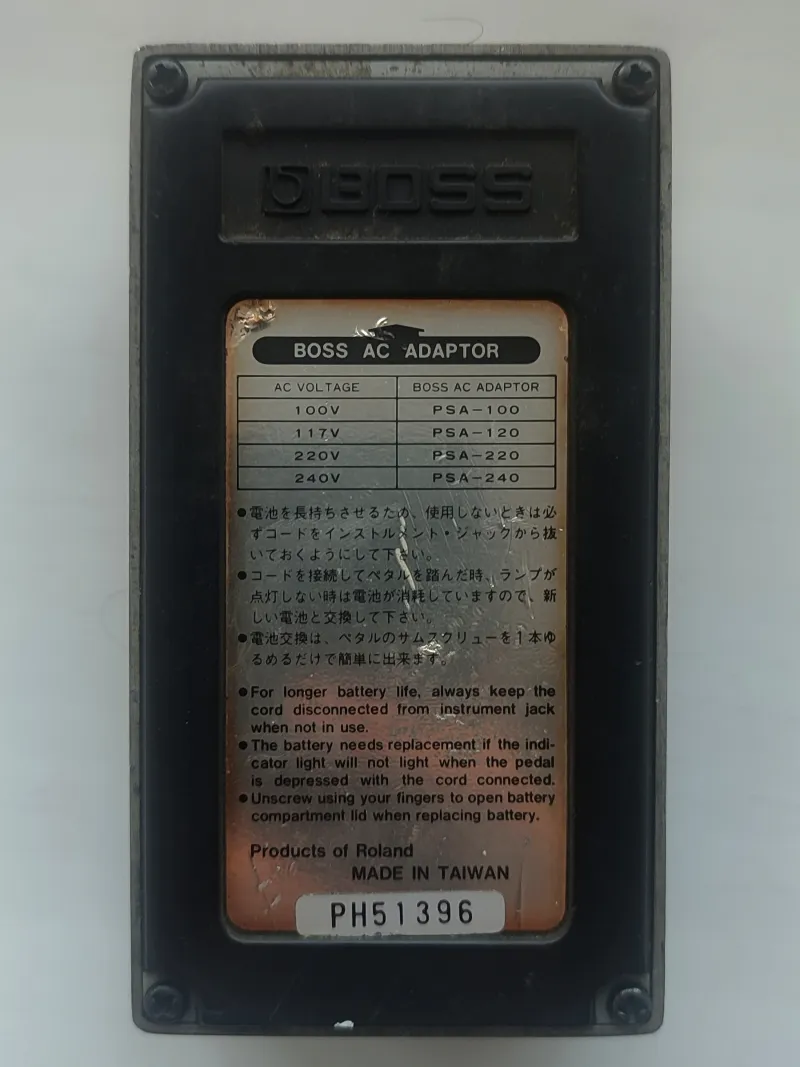 BOSS
BOSS AC ADAPTOR
AC VOLTAGE BOSS AC ADAPTOR
100V PSA-100
117V PSA-120
220V PSA-220
240V PSA-240
●電池を長持ちさせるため、使用しないときは必
ずコードをインストルメント・ジャックから抜
いておくようにして下さい。
●コードを接続してペタルを踏んだ時、ランプが
点灯しない時は電池が消耗していますので、新
しい電池と交換して下さい。
●電池交換は、ペタルのサムスクリューを1本ゆ
るめるだけで簡単に出来ます。
●For longer battery life, always keep the
cord disconnected from instrument jack
when not in use.
●The battery needs replacement if the indi-
cator light will not light when the pedal
is depressed with the cord connected.
●Unscrew using your fingers to open battery
compartment lid when replacing battery.
Products of Roland
MADE IN TAIWAN
PH51396